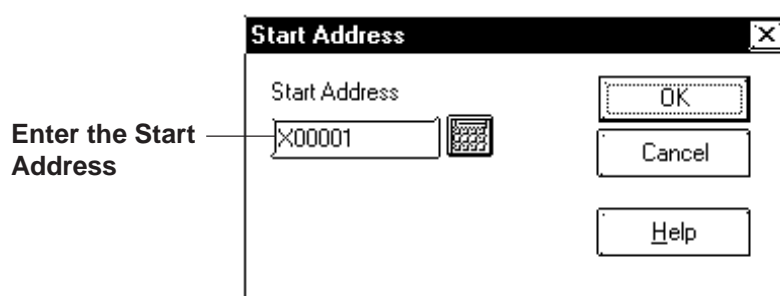 Start Address
Start Address
OK
Enter the Start
Address
X00001
Cancel
Help